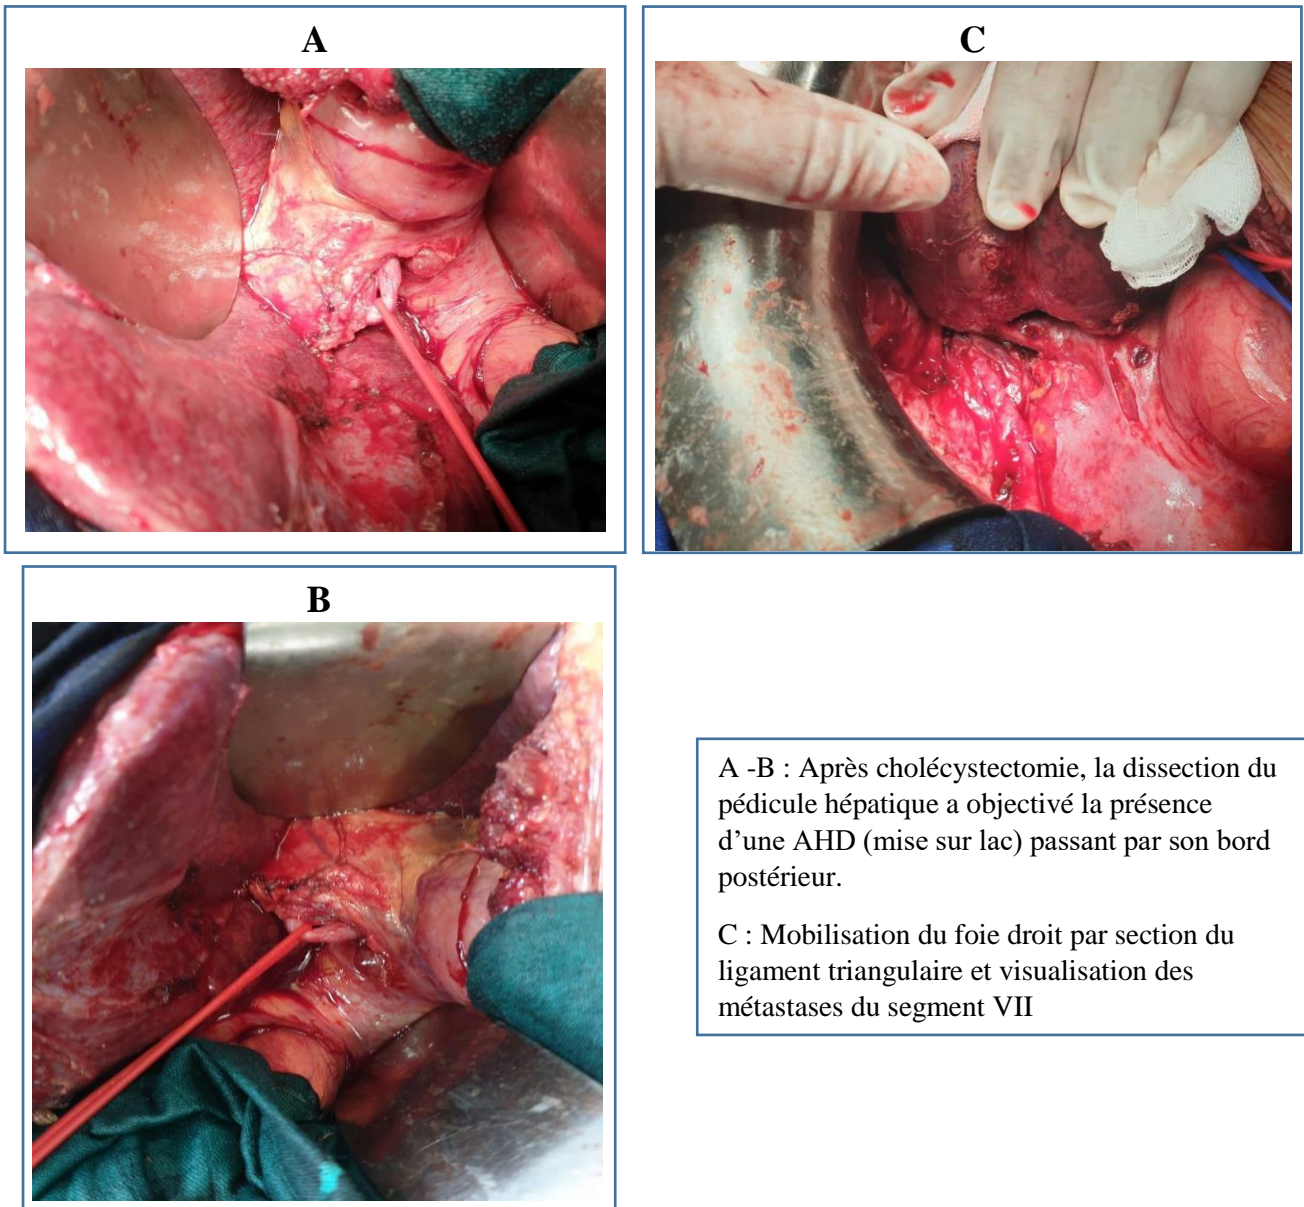 A
C
B
A -B : Après cholécystectomie, la dissection du
pédicule hépatique a objectivé la présence
d’une AHD (mise sur lac) passant par son bord
postérieur.
C : Mobilisation du foie droit par section du
ligament triangulaire et visualisation des
métastases du segment VII